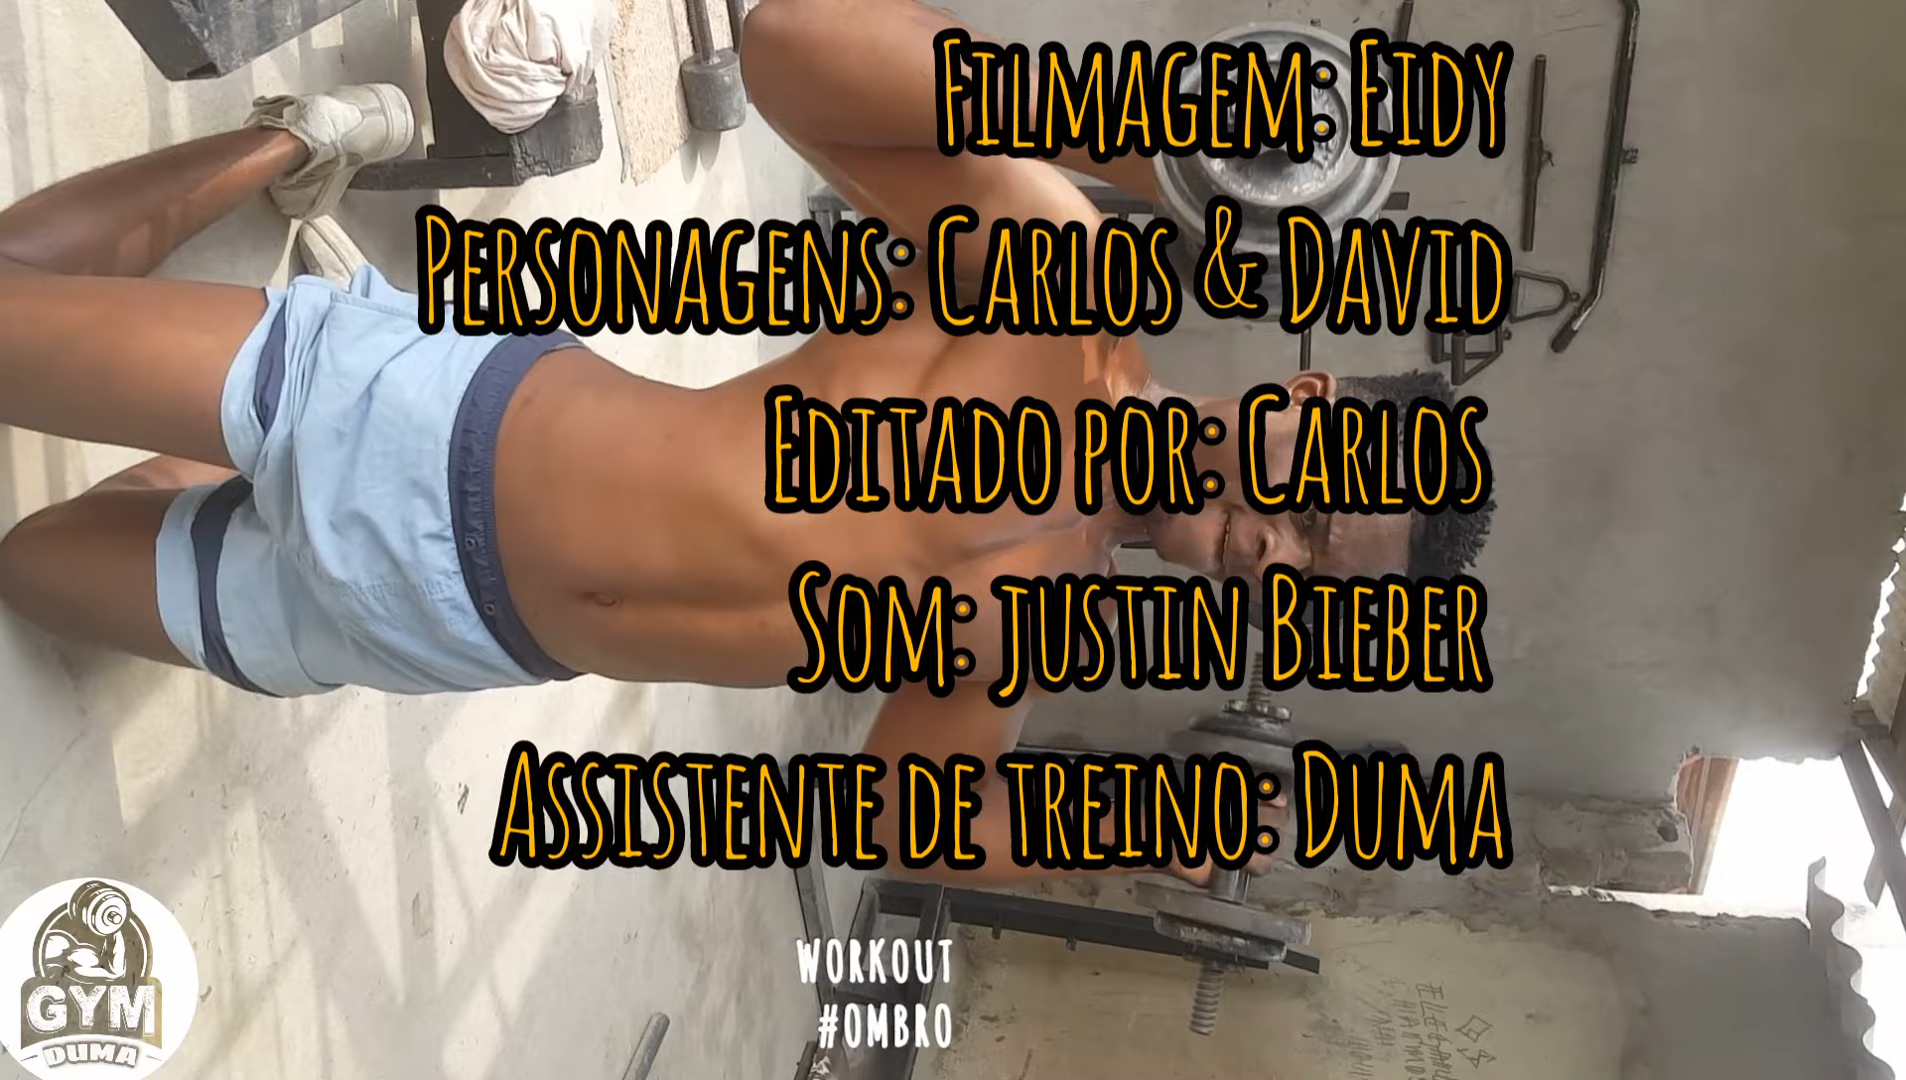 Filmagem: Eidy
Personagens: Carlos & David
Editado por: Carlos
Som: justin Bieber
Assistente de treino: Duma
WORKOUT
#OMBRO
GYM
DUMA